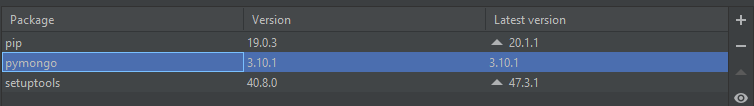 Package Version Latest version
pip 19.0.3 20.1.1
pymongo 3.10.1 3.10.1
setuptools 40.8.0 47.3.1